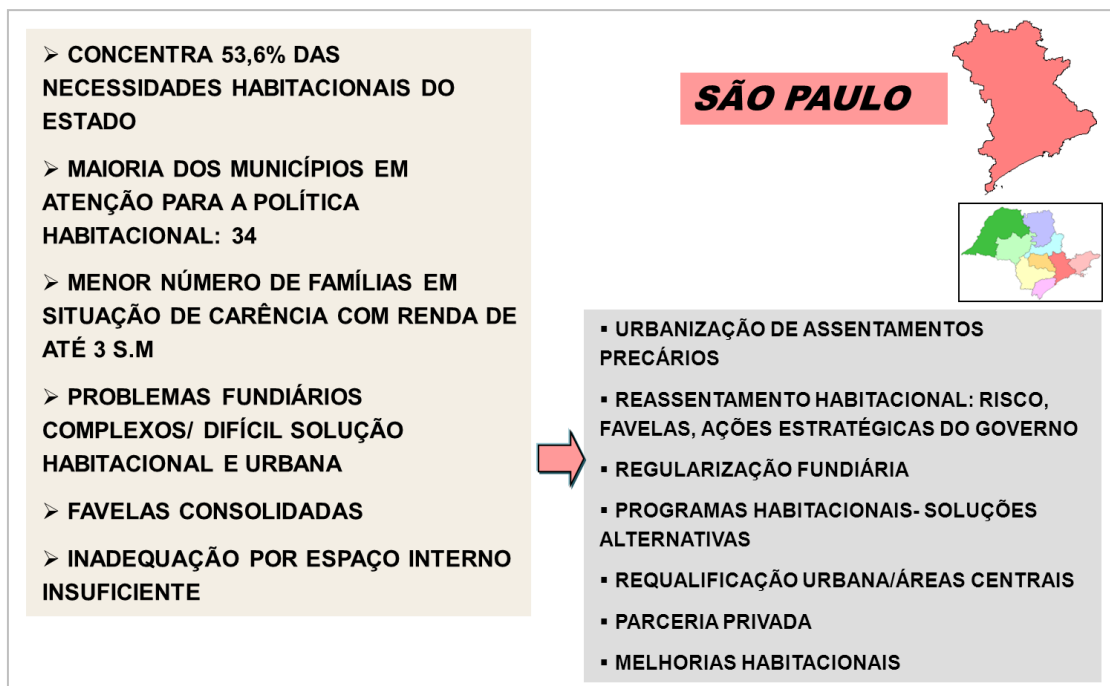 ➢ CONCENTRA 53,6% DAS
NECESSIDADES HABITACIONAIS DO
ESTADO
➢ MAIORIA DOS MUNICÍPIOS EM
ATENÇÃO PARA A POLÍTICA
HABITACIONAL: 34
➢ MENOR NÚMERO DE FAMÍLIAS EM
SITUAÇÃO DE CARÊNCIA COM RENDA DE
ATÉ 3 S.M
➢ PROBLEMAS FUNDIÁRIOS
COMPLEXOS/ DIFÍCIL SOLUÇÃO
HABITACIONAL E URBANA
➢ FAVELAS CONSOLIDADAS
➢ INADEQUAÇÃO POR ESPAÇO INTERNO
INSUFICIENTE
SÃO PAULO
▪ URBANIZAÇÃO DE ASSENTAMENTOS
PRECÁRIOS
▪ REASSENTAMENTO HABITACIONAL: RISCO,
FAVELAS, AÇÕES ESTRATÉGICAS DO GOVERNO
▪ REGULARIZAÇÃO FUNDIÁRIA
▪ PROGRAMAS HABITACIONAIS- SOLUÇÕES
ALTERNATIVAS
▪ REQUALIFICAÇÃO URBANA/ÁREAS CENTRAIS
▪ PARCERIA PRIVADA
▪ MELHORIAS HABITACIONAIS